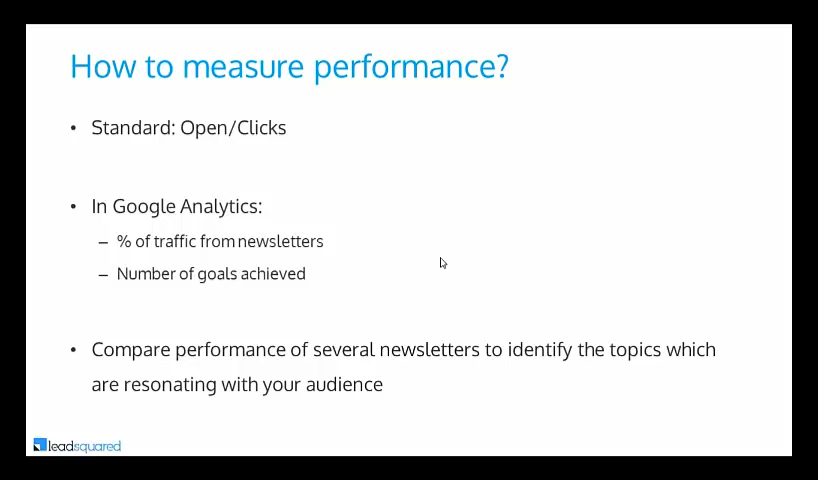 How to measure performance?
• Standard: Open/Clicks
• In Google Analytics:
– % of traffic from newsletters
– Number of goals achieved
• Compare performance of several newsletters to identify the topics which
are resonating with your audience
leadsquared